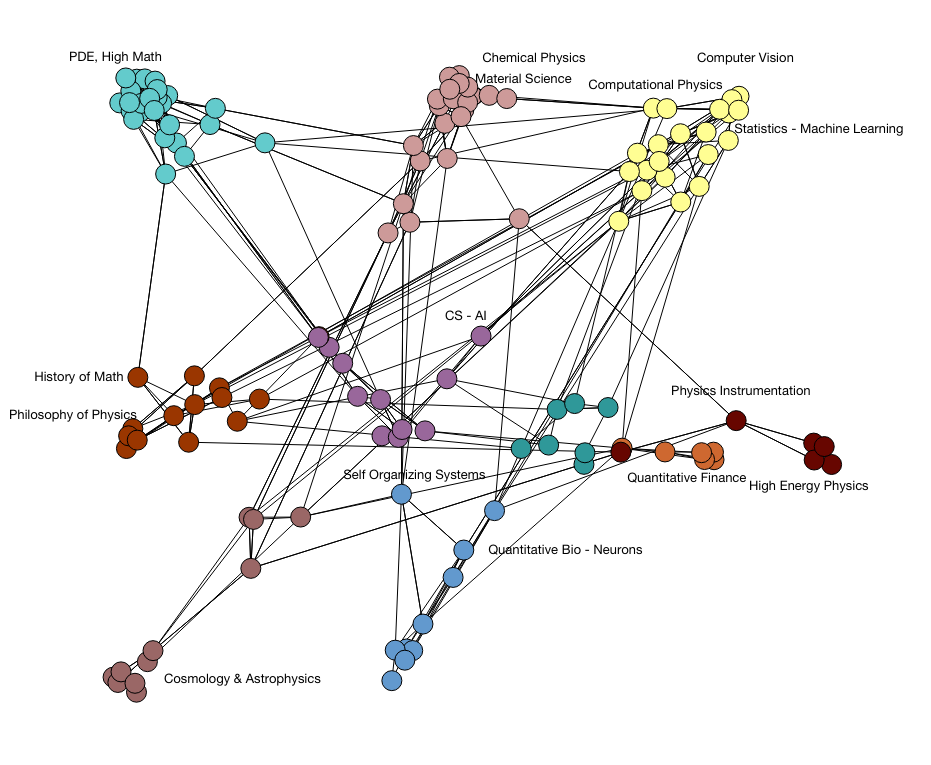 PDE, High Math
Chemical Physics
Computer Vision
Material Science
Computational Physics
Statistics - Machine Learning
CS - AI
History of Math
Physics Instrumentation
Philosophy of Physics
Self Organizing Systems
Quantitative Finance
High Energy Physics
Quantitative Bio - Neurons
Cosmology & Astrophysics